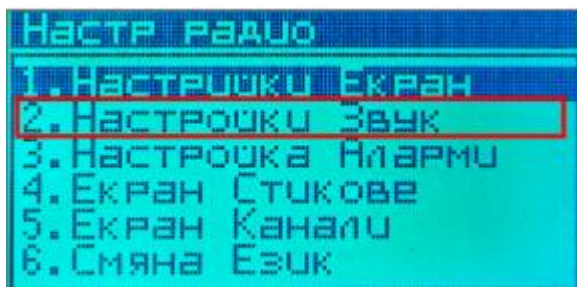 Настр радио
1.Настрийки Екран
2.Настройки Звук
3.Настройка Аларми
4.Екран Стикове
5.Екран Канали
6.Смяна Език